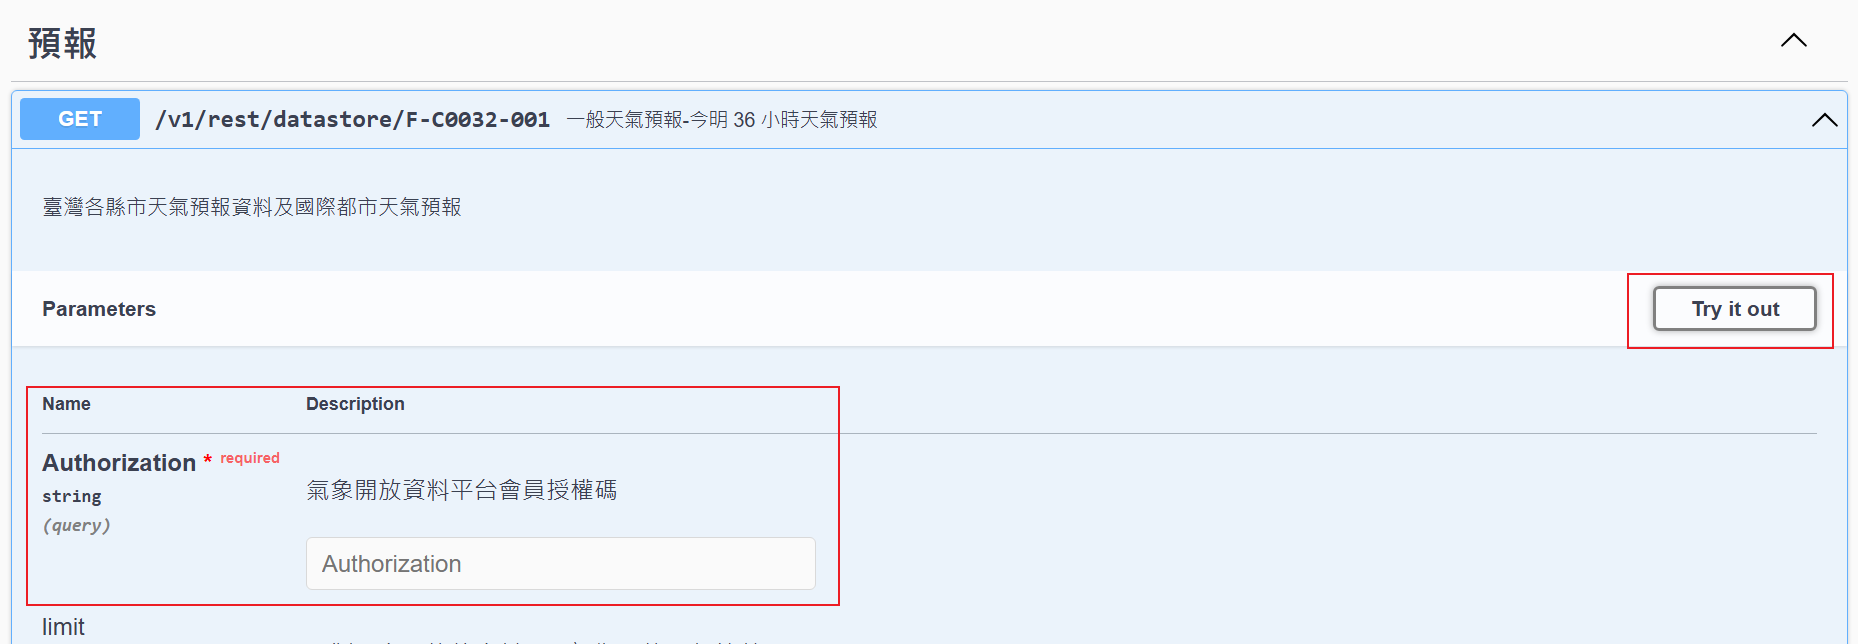 預報
GET /v1/rest/datastore/F-C0032-001 一般天氣預報-今明 36 小時天氣預報
臺灣各縣市天氣預報資料及國際都市天氣預報
Parameters
Try it out
Name Description
Authorization * required
string
(query)
氣象開放資料平台會員授權碼
Authorization
limit